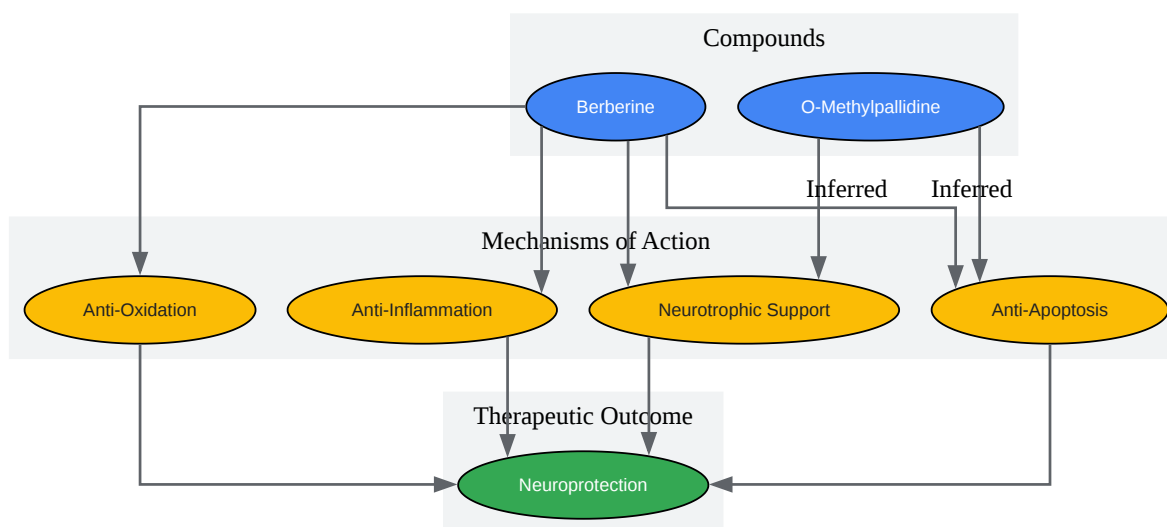 Compounds
Berberine
O-Methylpallidine
Inferred
Inferred
Mechanisms of Action
Anti-Oxidation
Anti-Inflammation
Neurotrophic Support
Anti-Apoptosis
Therapeutic Outcome
Neuroprotection